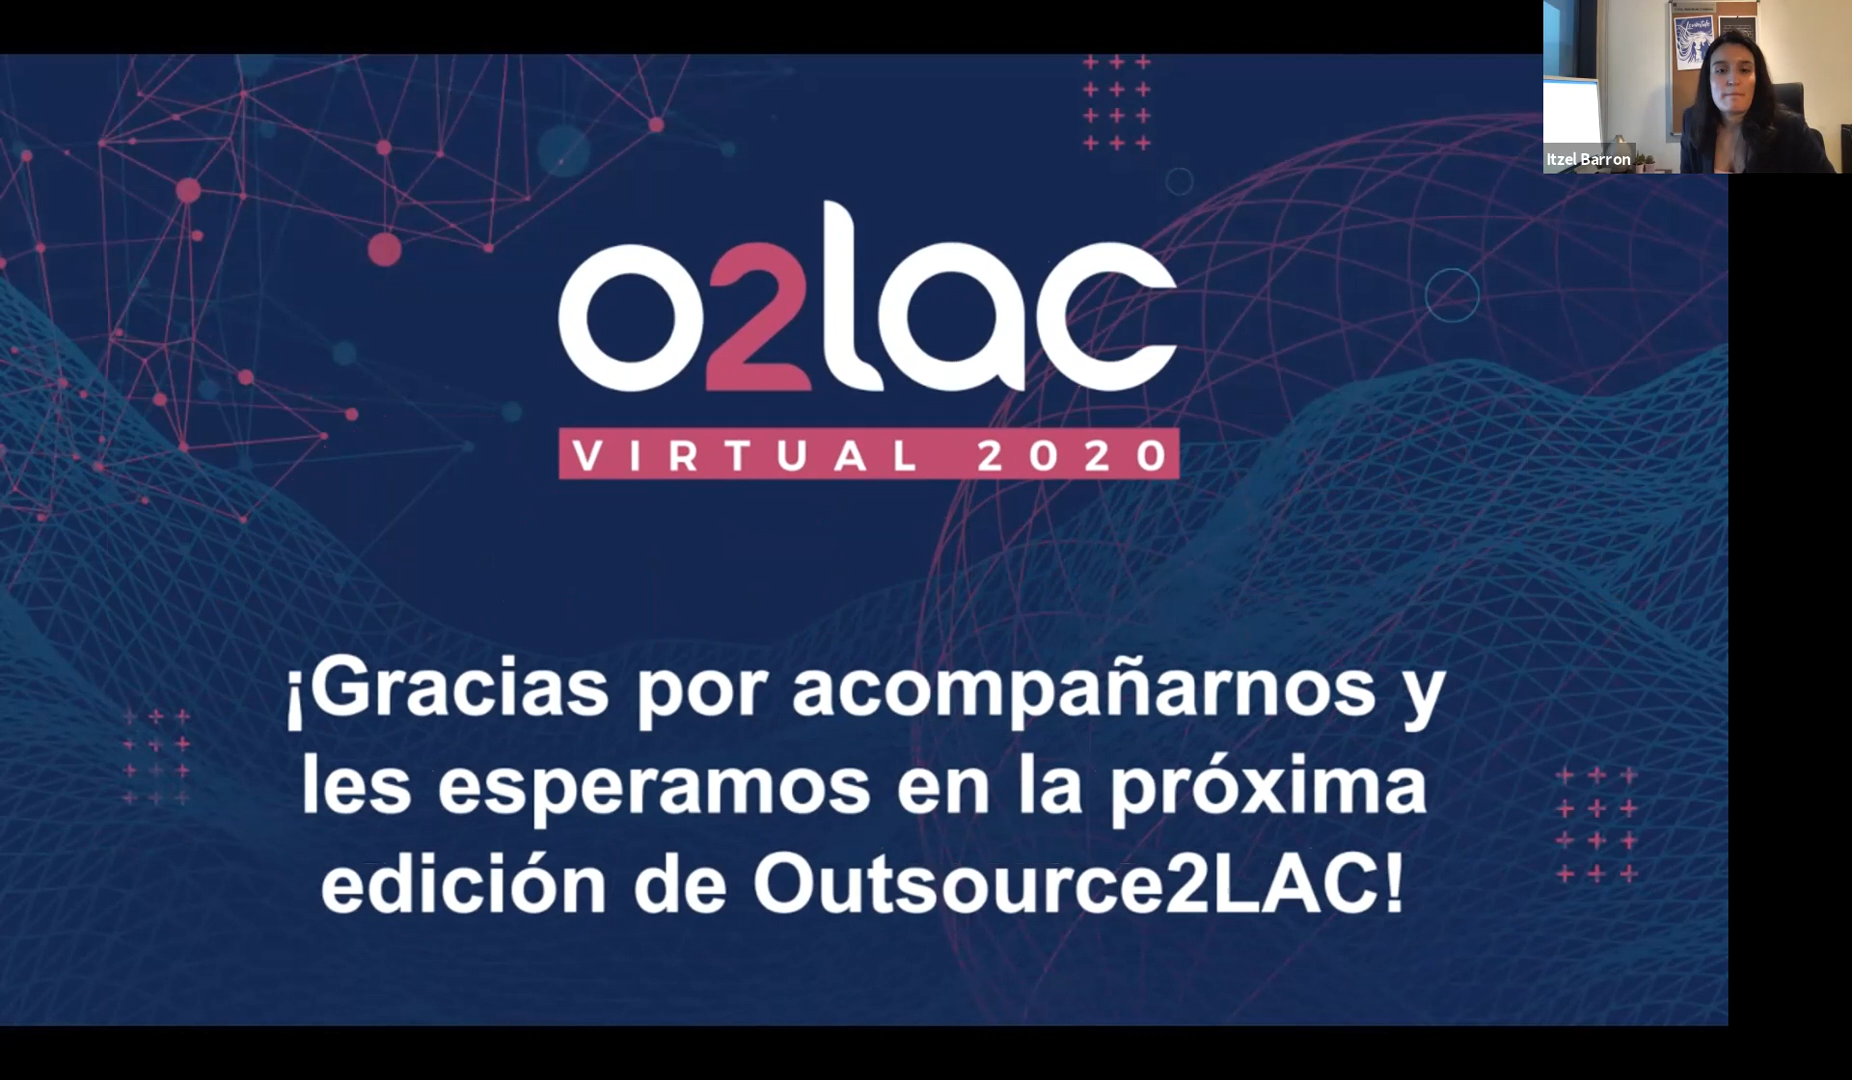 Itzel Barron
o2lac
VIRTUAL 2020
¡Gracias por acompañarnos y
les esperamos en la próxima
edición de Outsource2LAC!